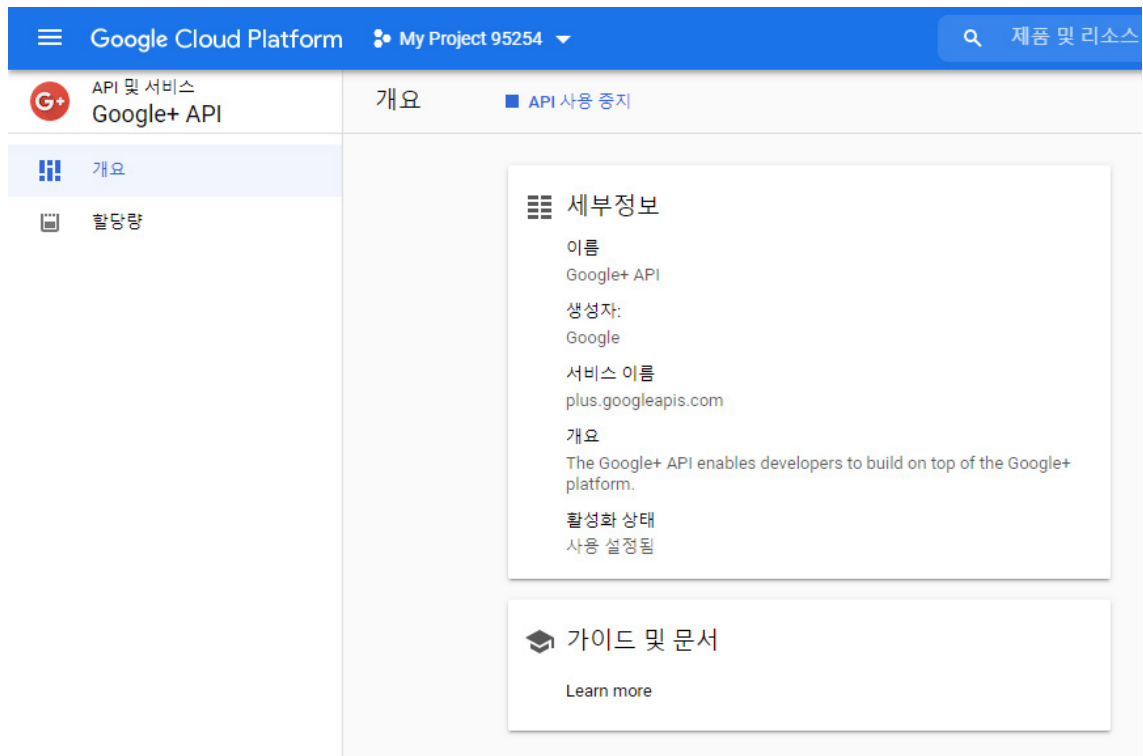 Google Cloud Platform
My Project 95254
제품 및 리소스
G+
API 및 서비스
Google+ API
개요
할당량
개요
API 사용 중지
세부정보
이름
Google+ API
생성자:
Google
서비스 이름
plus.googleapis.com
개요
The Google+ API enables developers to build on top of the Google+
platform.
활성화 상태
사용 설정됨
가이드 및 문서
Learn more